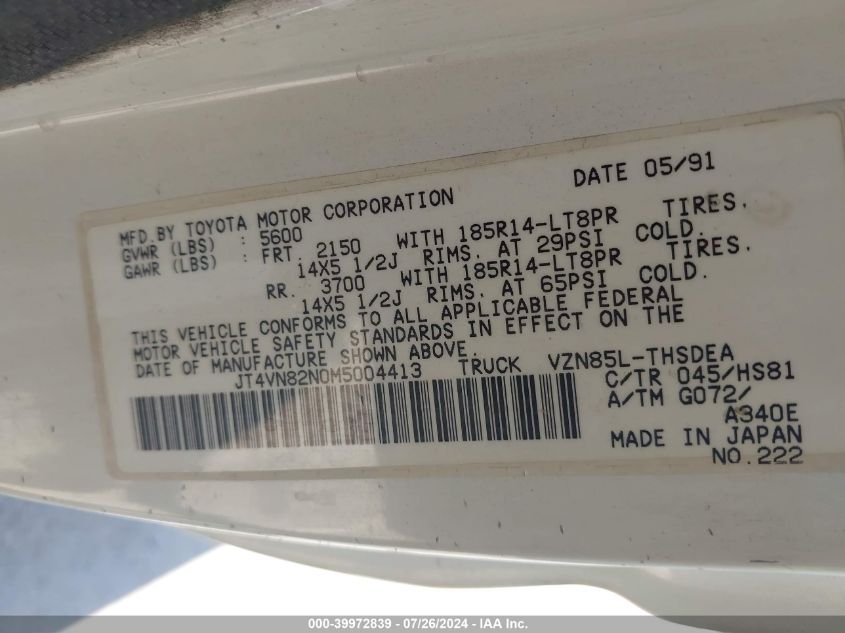 DATE 05/91
MFD.BY TOYOTA MOTOR CORPORATION
GVWR (LBS) : 5600
GAWR (LBS) : FRT. 2150 WITH 185R14-LT8PR TIRES.
14X5 1/2J RIMS. AT 29PSI COLD.
RR. 3700 WITH 185R14-LT8PR TIRES.
14X5 1/2J RIMS. AT 65PSI COLD.
THIS VEHICLE CONFORMS TO ALL APPLICABLE FEDERAL
MOTOR VEHICLE SAFETY STANDARDS IN EFFECT ON THE
DATE OF MANUFACTURE SHOWN ABOVE.
JT4VN82N0M5004413 TRUCK VZN85L-THSDEA
C/TR 045/HS81
A/TM G072/
A340E
MADE IN JAPAN
NO.222
000-39972839 - 07/26/2024 - IAA Inc.